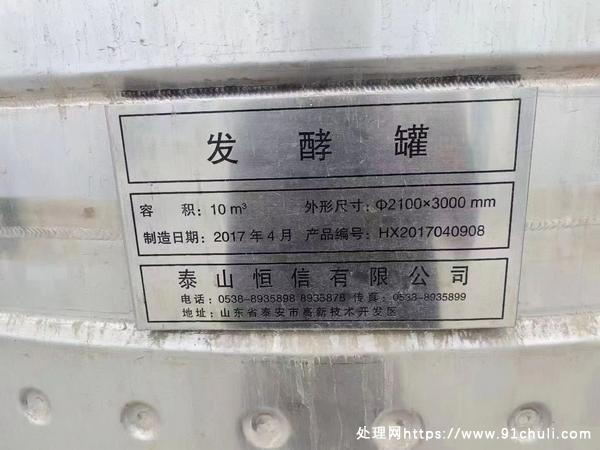 发酵罐
容 积：10 m³ 外形尺寸：Φ2100×3000 mm
制造日期：2017 年 4 月 产品编号：HX2017040908
泰山恒信有限公司
电话：0538-8935898 8935878 传真：0538-8935899
地址：山东省泰安市高新技术开发区
处理网https://www.91chuli.com/